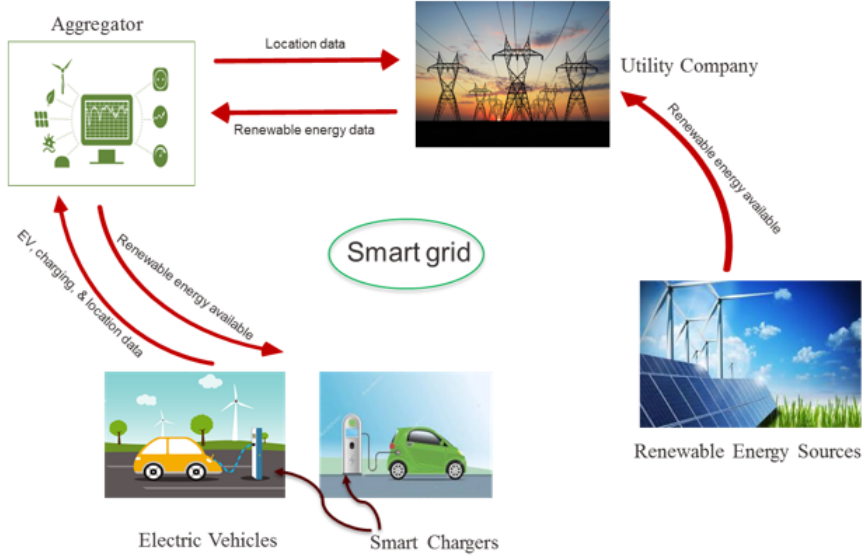 Aggregator
Location data
Utility Company
Renewable energy data
Renewable energy available
Smart grid
Renewable energy available
EV, charging, & location data
Renewable Energy Sources
Electric Vehicles
Smart Chargers